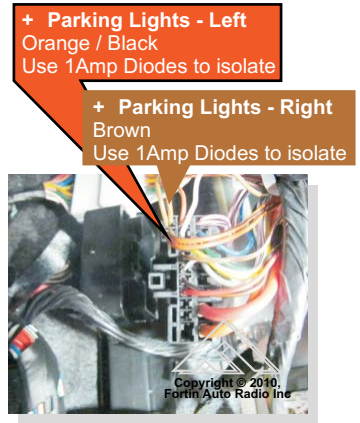 + Parking Lights - Left
Orange / Black
Use 1Amp Diodes to isolate
+ Parking Lights - Right
Brown
Use 1Amp Diodes to isolate
Copyright © 2010,
Fortin Auto Radio Inc